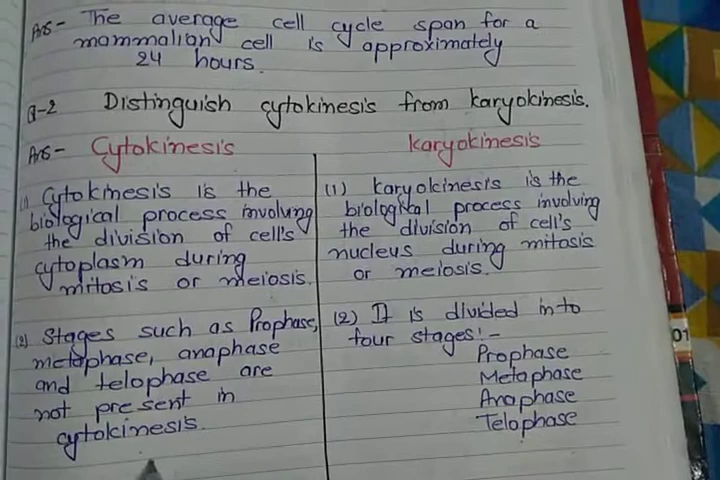 Ans- The average cell cycle span for a
mammalian cell is approximately
24 hours.
Q-2 Distinguish cytokinesis from karyokinesis.
Ans- Cytokinesis
(1) Cytokinesis is the
biological process involving
the division of cell's
cytoplasm during
mitosis or meiosis.
(2) Stages such as Prophase,
metaphase, anaphase
and telophase are
not present in
cytokinesis.
Karyokinesis
(1) Karyokinesis is the
biological process involving
the division of cell's
nucleus during mitosis
or meiosis.
(2) It is divided into
four stages:-
Prophase
Metaphase
Anaphase
Telophase
01